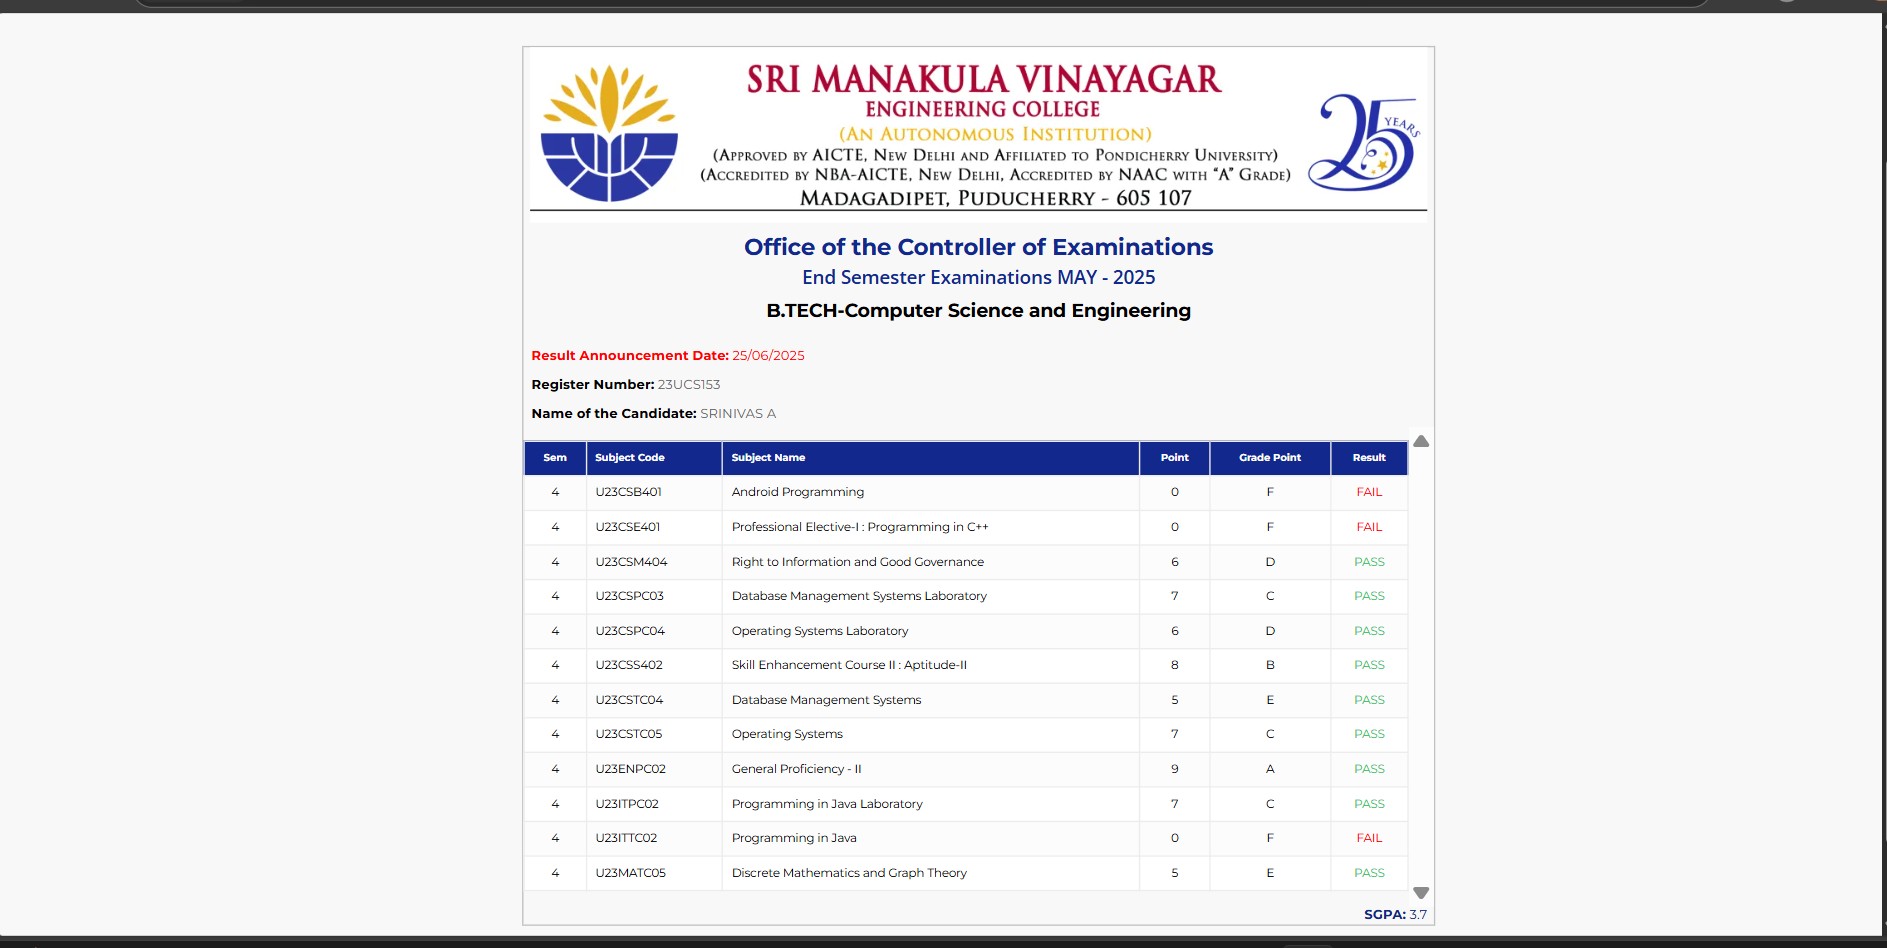 SRI MANAKULA VINAYAGAR
ENGINEERING COLLEGE
(AN AUTONOMOUS INSTITUTION)
(APPROVED BY AICTE, NEW DELHI AND AFFILIATED TO PONDICHERRY UNIVERSITY)
(ACCREDITED BY NBA-AICTE, NEW DELHI, ACCREDITED BY NAAC WITH “A” GRADE)
MADAGADIPET, PUDUCHERRY - 605 107
25 YEARS
Office of the Controller of Examinations
End Semester Examinations MAY - 2025
B.TECH-Computer Science and Engineering
Result Announcement Date: 25/06/2025
Register Number: 23UCS153
Name of the Candidate: SRINIVAS A
Sem Subject Code Subject Name Point Grade Point Result
4 U23CSB401 Android Programming 0 F FAIL
4 U23CSE401 Professional Elective-I : Programming in C++ 0 F FAIL
4 U23CSM404 Right to Information and Good Governance 6 D PASS
4 U23CSPC03 Database Management Systems Laboratory 7 C PASS
4 U23CSPC04 Operating Systems Laboratory 6 D PASS
4 U23CSS402 Skill Enhancement Course II : Aptitude-II 8 B PASS
4 U23CSTC04 Database Management Systems 5 E PASS
4 U23CSTC05 Operating Systems 7 C PASS
4 U23ENPC02 General Proficiency - II 9 A PASS
4 U23ITPC02 Programming in Java Laboratory 7 C PASS
4 U23ITTC02 Programming in Java 0 F FAIL
4 U23MATC05 Discrete Mathematics and Graph Theory 5 E PASS
SGPA: 3.7